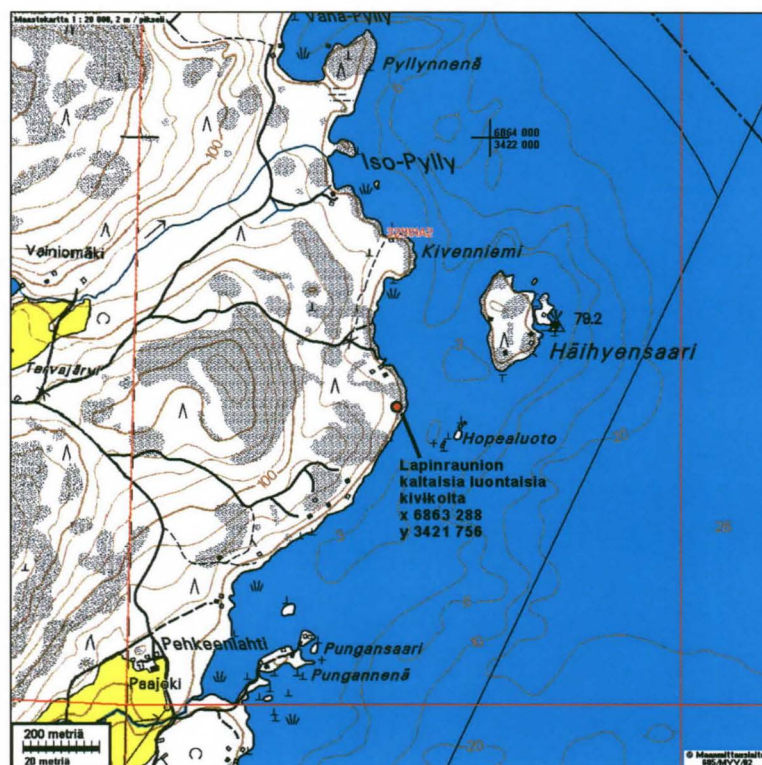 Maastokartta 1 : 20 000, 2 m / pikseli
Vanha-Pylly
Pyllynnenä
6864 000
3422 000
100
Iso-Pylly
Kivenniemi
Vainiomäki
79.2
Häihyensaari
Tervajärvi
Hopealuoto
Lapinraunion
kaltaisia luontaisia
kivikoita
x 6863 288
y 3421 756
100
Pehkeenlahti
Pungansaari
Pungannenä
Paajoki
200 metriä
20 metriä
© Maanmittauslaitos